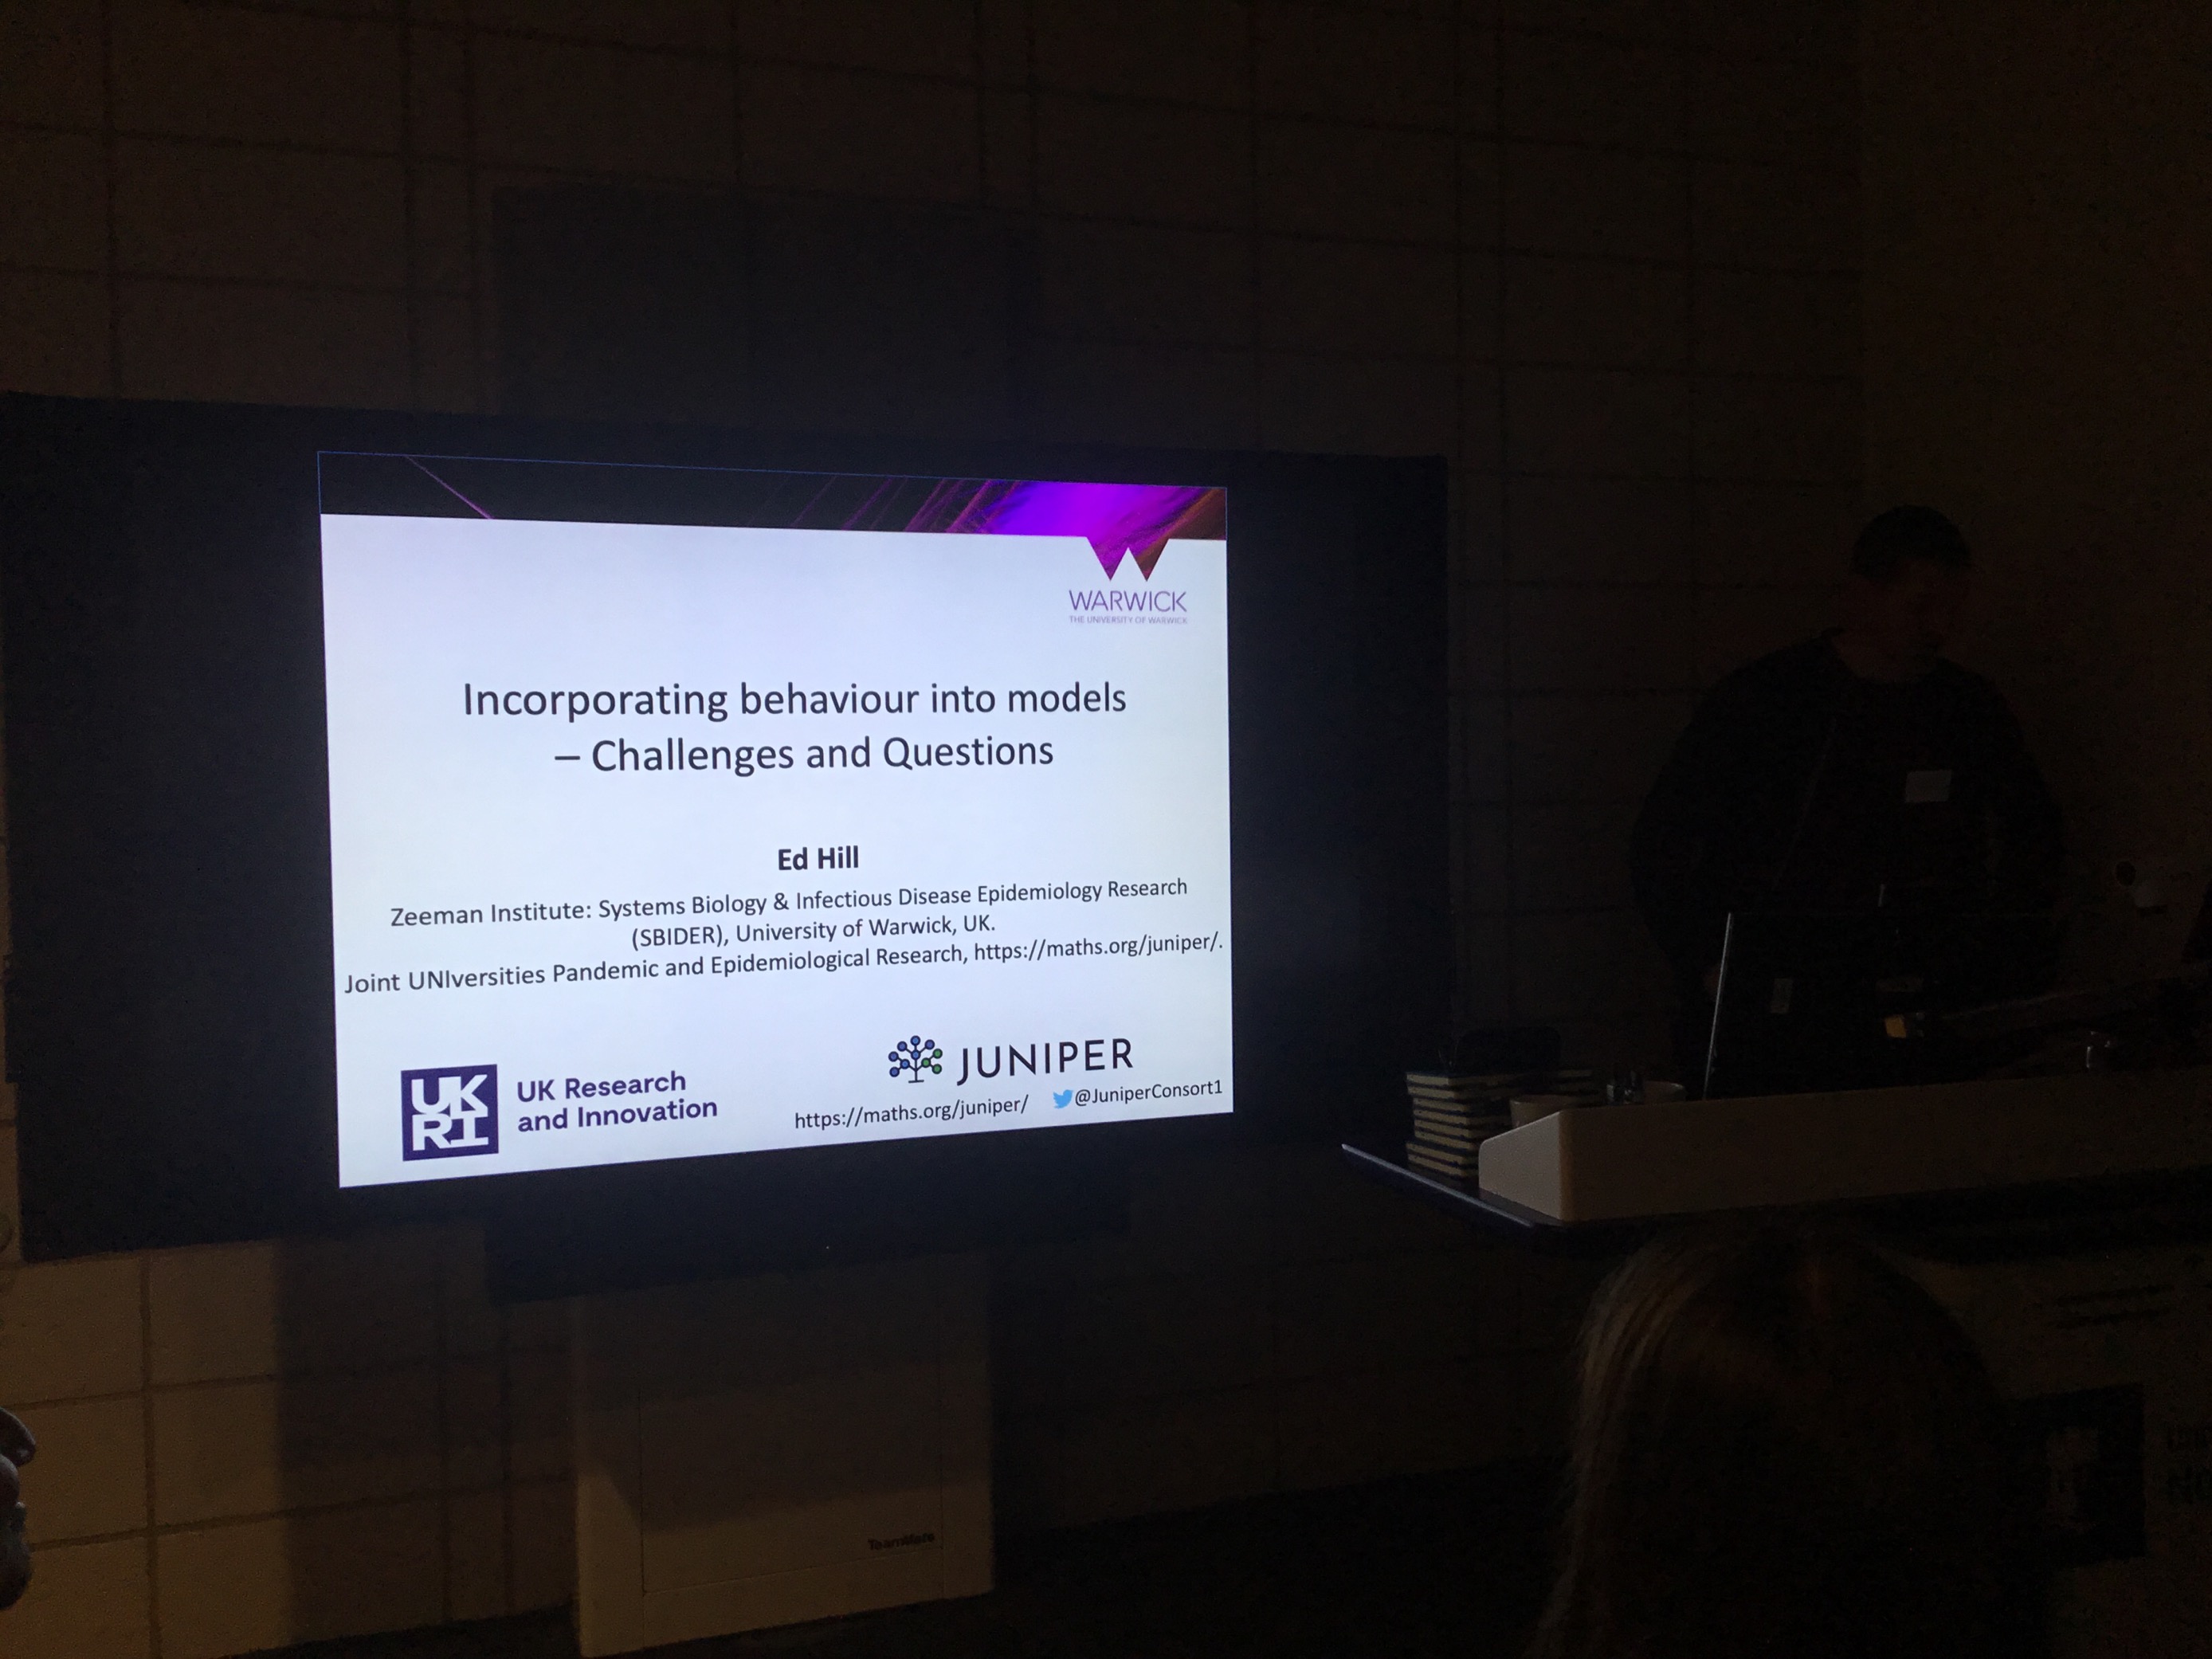 WARWICK
THE UNIVERSITY OF WARWICK
Incorporating behaviour into models
– Challenges and Questions
Ed Hill
Zeeman Institute: Systems Biology & Infectious Disease Epidemiology Research
(SBIDER), University of Warwick, UK.
Joint UNIversities Pandemic and Epidemiological Research, https://maths.org/juniper/.
UK
RI
UK Research
and Innovation
JUNIPER
https://maths.org/juniper/
@JuniperConsort1
TeamMate